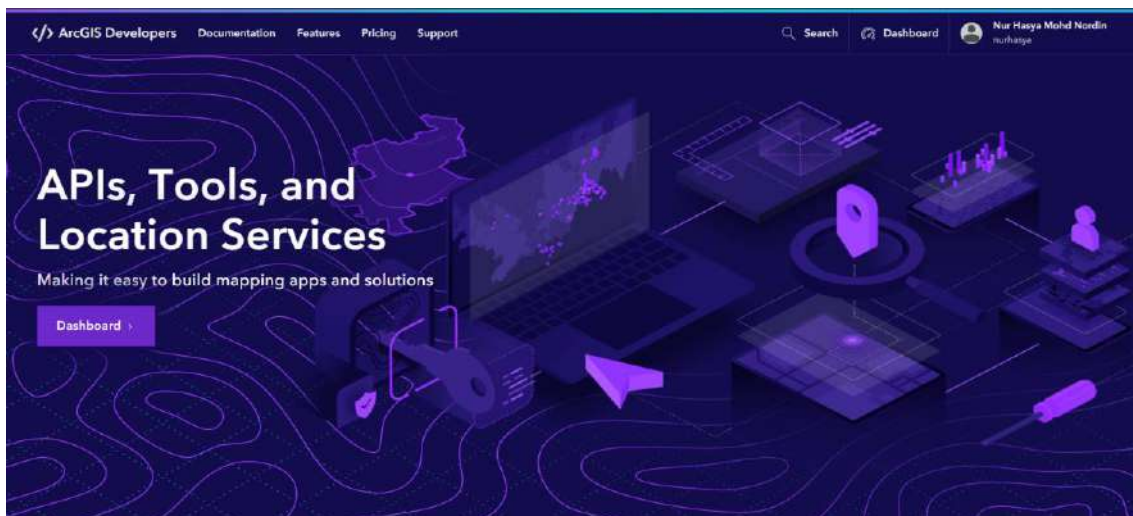 </> ArcGIS Developers Documentation Features Pricing Support Search Dashboard Nur Hasya Mohd Nordin
nurhasya
APIs, Tools, and
Location Services
Making it easy to build mapping apps and solutions
Dashboard ›